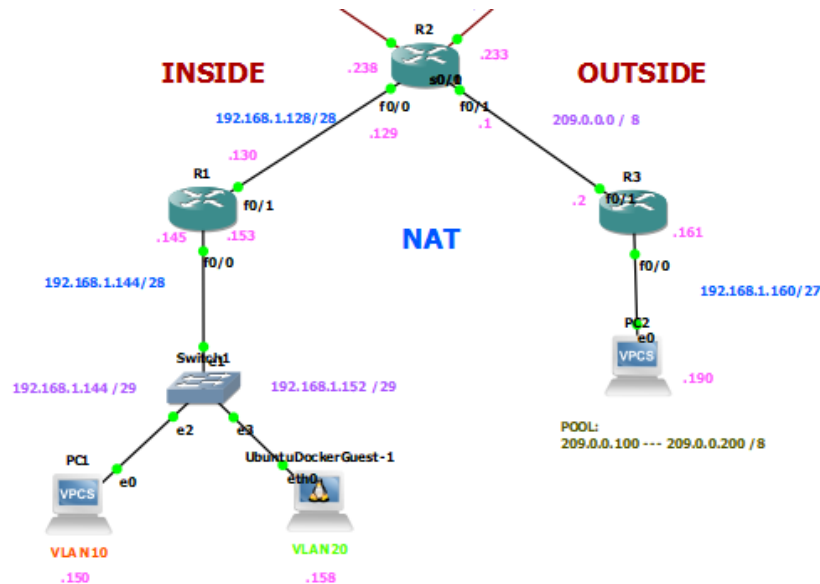 R2
INSIDE
OUTSIDE
.238
.233
f0/0
f0/1
192.168.1.128/28
.129
.1
209.0.0.0 / 8
.130
R1
f0/1
R3
.2
f0/1
.161
.145
.153
f0/0
NAT
f0/0
192.168.1.144/28
192.168.1.160/27
PC2
e0
VPCS
.190
Switch1
e1
192.168.1.144 /29
192.168.1.152 /29
e2
e3
POOL:
209.0.0.100 --- 209.0.0.200 /8
PC1
e0
VPCS
UbuntuDockerGuest-1
eth0
VLAN10
VLAN20
.150
.158